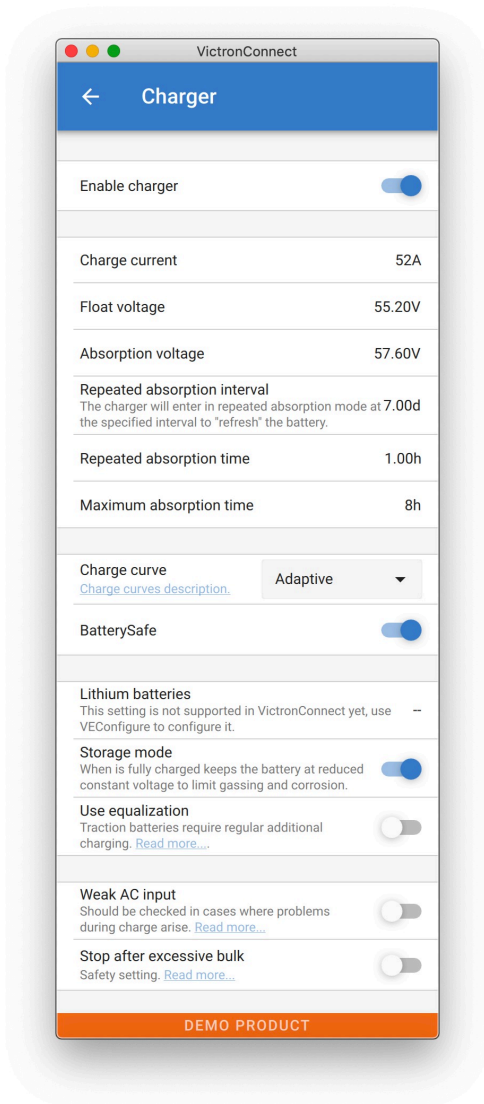 VictronConnect
Charger
Enable charger
Charge current 52A
Float voltage 55.20V
Absorption voltage 57.60V
Repeated absorption interval
The charger will enter in repeated absorption mode at 7.00d
the specified interval to "refresh" the battery.
Repeated absorption time 1.00h
Maximum absorption time 8h
Charge curve
Charge curves description.
Adaptive
BatterySafe
Lithium batteries
This setting is not supported in VictronConnect yet, use --
VEConfigure to configure it.
Storage mode
When is fully charged keeps the battery at reduced
constant voltage to limit gassing and corrosion.
Use equalization
Traction batteries require regular additional
charging. Read more....
Weak AC input
Should be checked in cases where problems
during charge arise. Read more...
Stop after excessive bulk
Safety setting. Read more...
DEMO PRODUCT